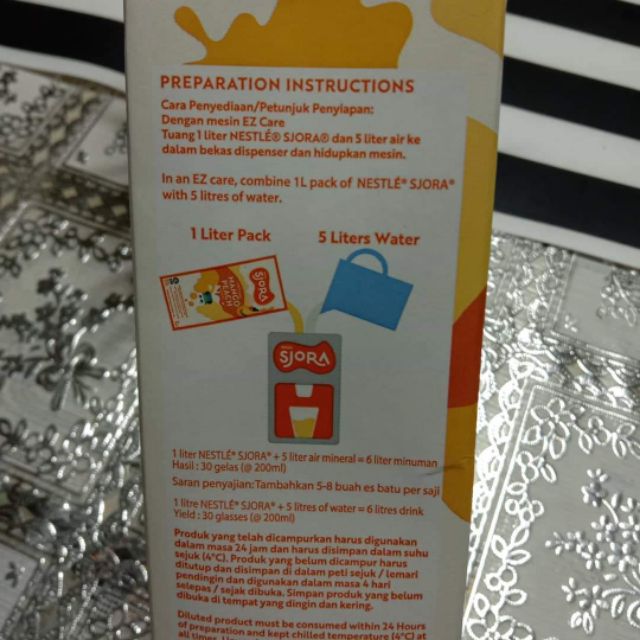 PREPARATION INSTRUCTIONS
Cara Penyediaan/Petunjuk Penyiapan:
Dengan mesin EZ Care
Tuang 1 liter NESTLÉ® SJORA® dan 5 liter air ke
dalam bekas dispenser dan hidupkan mesin.
In an EZ care, combine 1L pack of NESTLÉ® SJORA®
with 5 litres of water.
1 Liter Pack
5 Liters Water
SJORA
MANGO
PEACH
SJORA
1 liter NESTLÉ® SJORA® + 5 liter air mineral = 6 liter minuman
Hasil : 30 gelas (@ 200ml)
Saran penyajian:Tambahkan 5-8 buah es batu per saji
1 litre NESTLÉ® SJORA® + 5 litres of water = 6 litres drink
Yield : 30 glasses (@ 200ml)
Produk yang telah dicampurkan harus digunakan
dalam masa 24 jam dan harus disimpan dalam suhu
sejuk (4°C). Produk yang belum dicampur harus
ditutup dan disimpan di dalam peti sejuk / lemari
pendingin dan digunakan dalam masa 4 hari
selepas / sejak dibuka. Simpan produk yang belum
dibuka di tempat yang dingin dan kering.
Diluted product must be consumed within 24 Hours
of preparation and kept chilled temperature (4°C) at